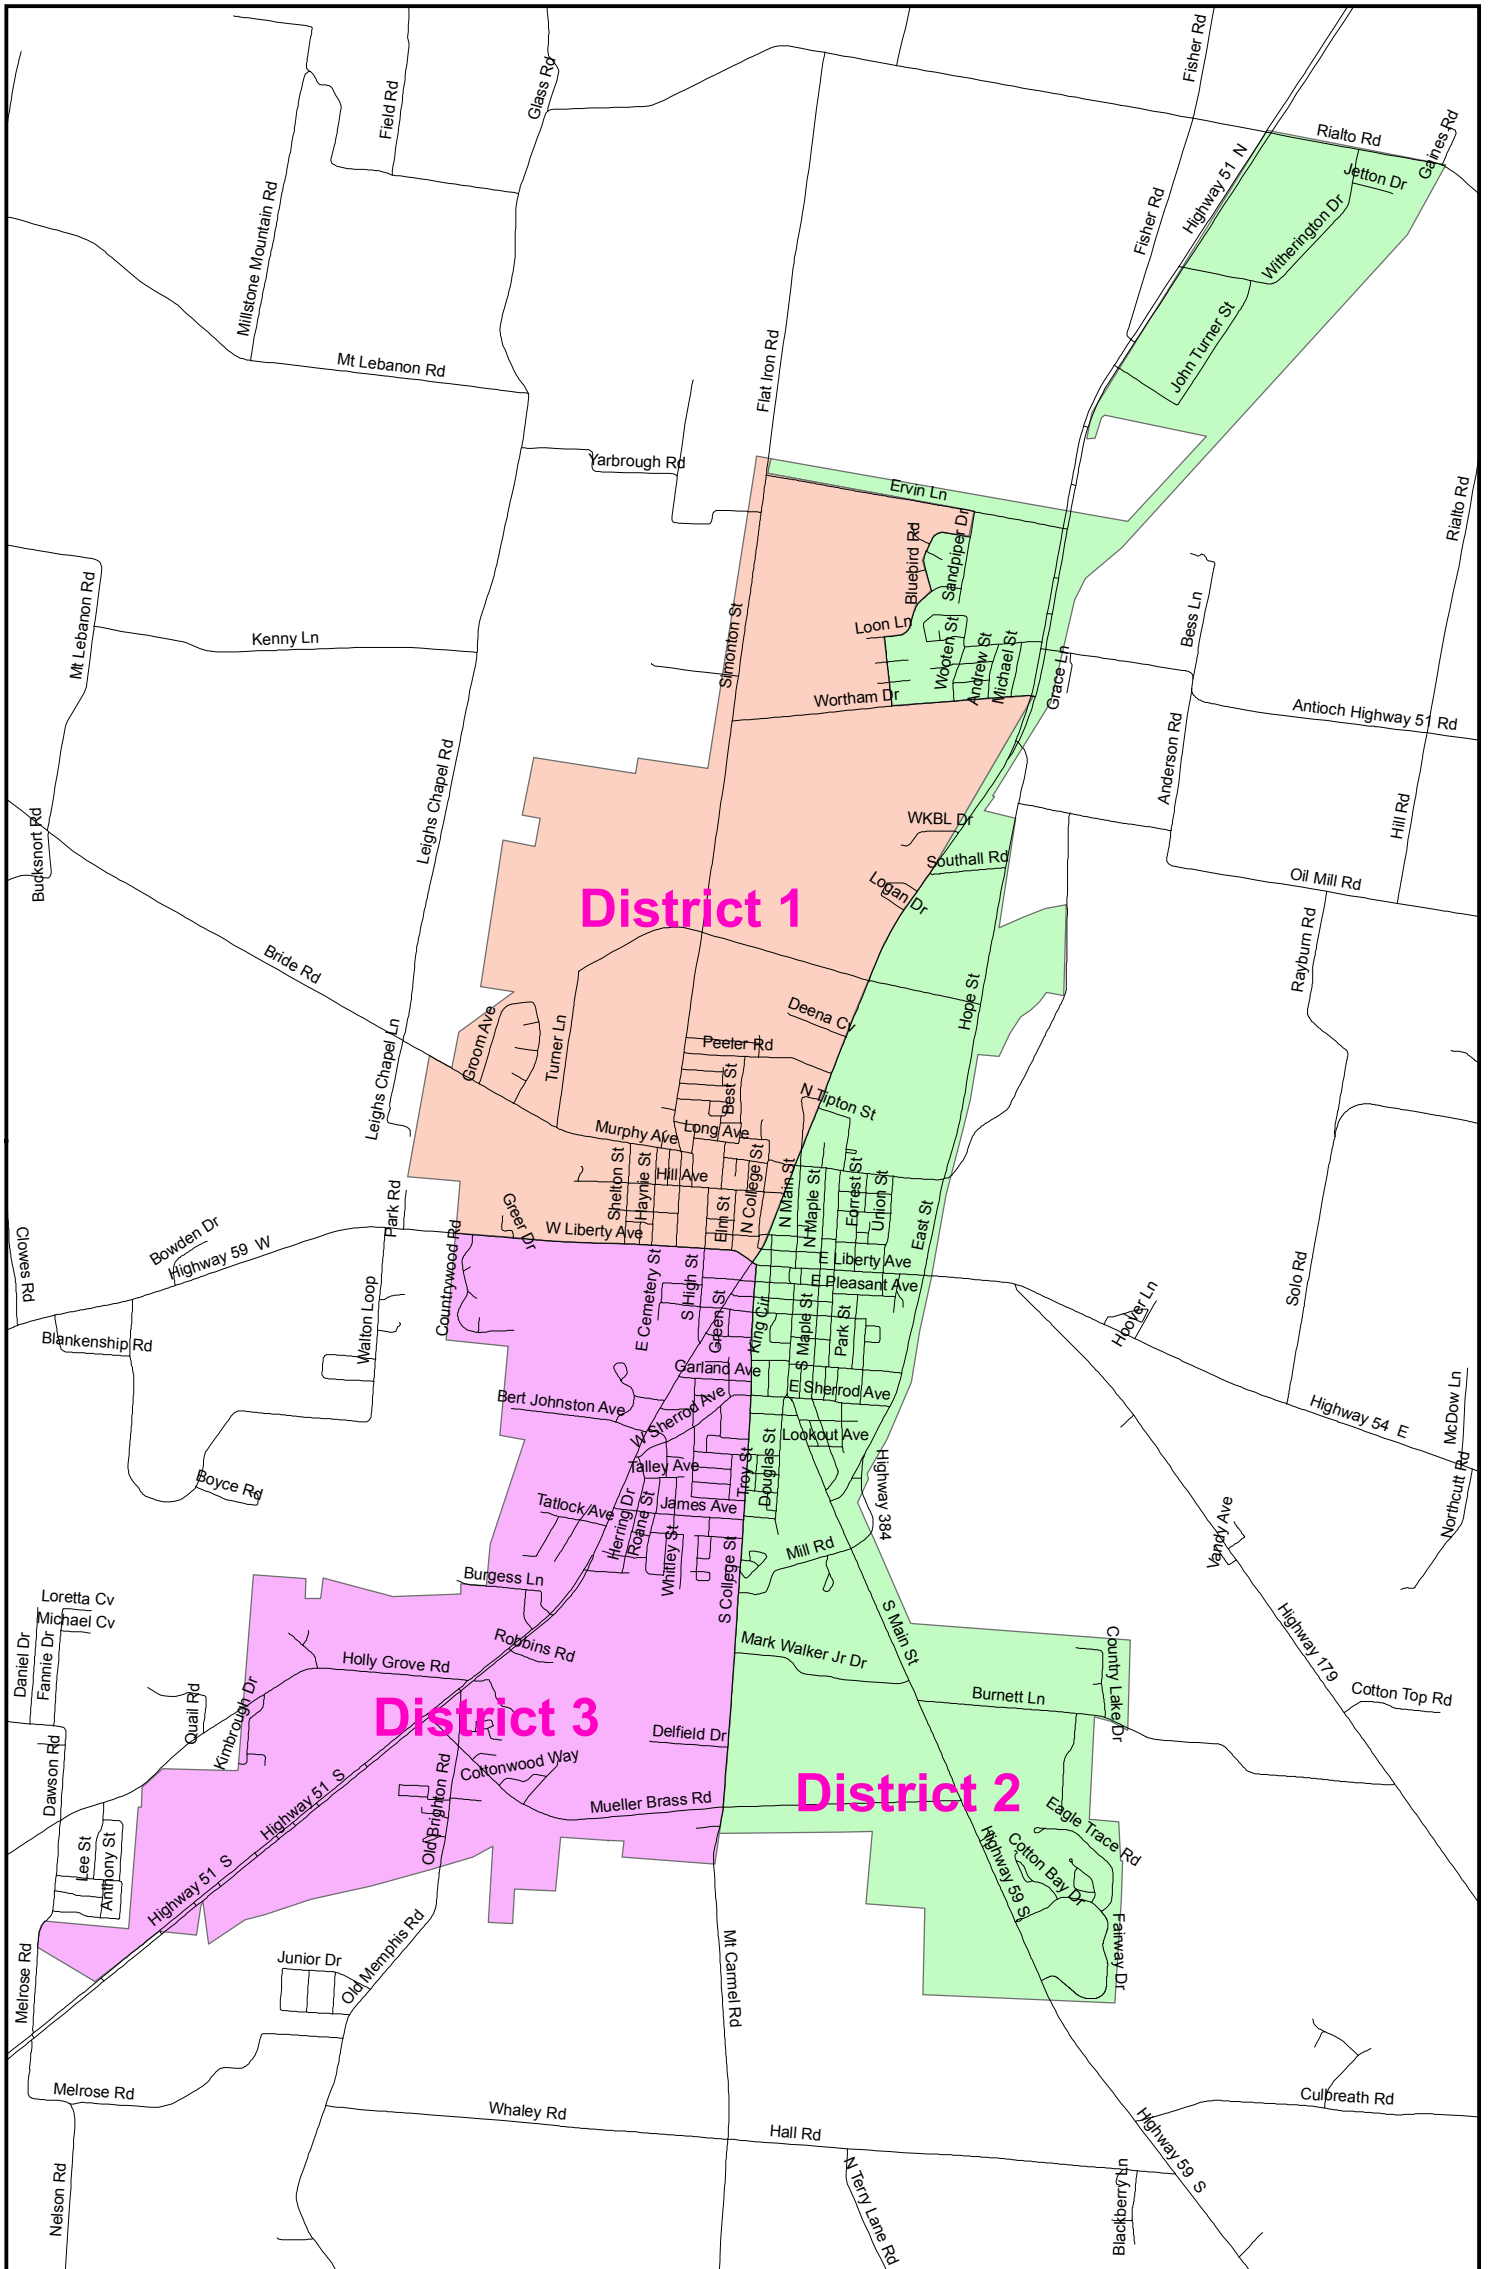 Fisher Rd
Glass Rd
Field Rd
Rialto Rd
Gaines Rd
Highway 51 N
Jetton Dr
Fisher Rd
Witherington Dr
Millstone Mountain Rd
John Turner St
Mt Lebanon Rd
Flat Iron Rd
Yarbrough Rd
Ervin Ln
Rialto Rd
Sandpiper Dr
Bluebird Rd
Mt Lebanon Rd
Bess Ln
Kenny Ln
Loon Ln
Simonton St
Wooten St
Andrew St
Michael St
Grace Ln
Wortham Dr
Antioch Highway 51 Rd
Anderson Rd
Leighs Chapel Rd
Hill Rd
Bucksnort Rd
WKBL Dr
Southall Rd
Logan Dr
Oil Mill Rd
District 1
Rayburn Rd
Bride Rd
Hope St
Deena Cv
Groom Ave
Turner Ln
Peeler Rd
Leighs Chapel Ln
Best St
N Tipton St
Murphy Ave
Long Ave
Hill Ave
Shelton St
Haynie St
N College St
N Main St
N Maple St
Forrest St
Union St
Park Rd
Greer Dr
Elm St
East St
W Liberty Ave
Clowes Rd
Bowden Dr
Highway 59 W
Countrywood Rd
E Liberty Ave
E Pleasant Ave
E Cemetery St
S High St
Solo Rd
Hoover Ln
Walton Loop
Blankenship Rd
Green St
King Cir
S Maple St
Park St
Garland Ave
E Sherrod Ave
Bert Johnston Ave
W Sherrod Ave
McDow Ln
Highway 54 E
Lookout Ave
Talley Ave
Troy St
Douglas St
Highway 384
Boyce Rd
Northcutt Rd
Tatlock Ave
Herring Dr
Roane St
James Ave
Whitley St
Mill Rd
Vandy Ave
Burgess Ln
S College St
Loretta Cv
Michael Cv
Daniel Dr
Fannie Dr
Robbins Rd
Holly Grove Rd
S Main St
Mark Walker Jr Dr
Country Lake Dr
Highway 179
Quail Rd
Kimbrough Dr
Burnett Ln
Cotton Top Rd
District 3
Delfield Dr
Dawson Rd
Cottonwood Way
District 2
Highway 51 S
Old Brighton Rd
Mueller Brass Rd
Eagle Trace Rd
Lee St
Anthony St
Highway 59 S
Cotton Bay Dr
Highway 51 S
Fairway Dr
Old Memphis Rd
Mt Carmel Rd
Melrose Rd
Junior Dr
Melrose Rd
Whaley Rd
Hall Rd
Culbreath Rd
Highway 59 S
Nelson Rd
N Terry Lane Rd
Blackberry Ln